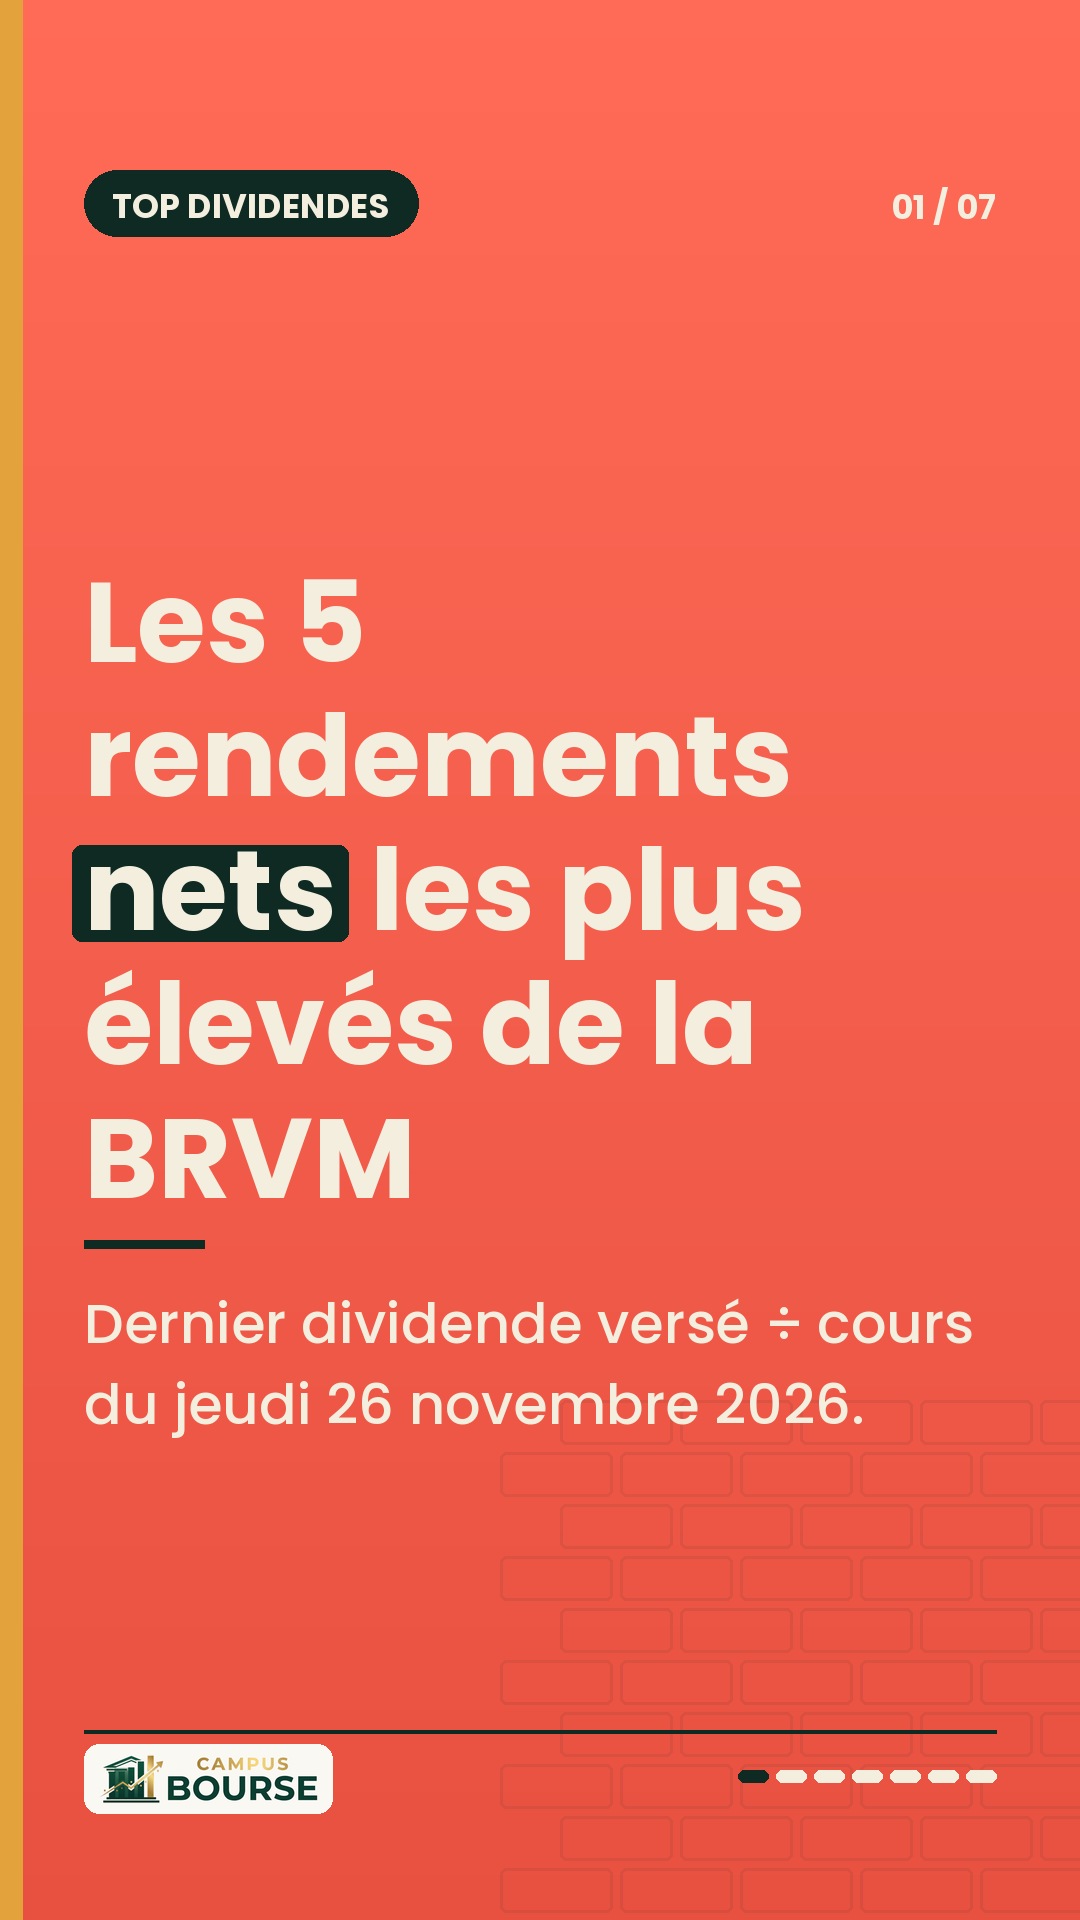 TOP DIVIDENDES
01 / 07
Les 5
rendements
nets les plus
élevés de la
BRVM
Dernier dividende versé ÷ cours
du jeudi 26 novembre 2026.
CAMPUS
BOURSE